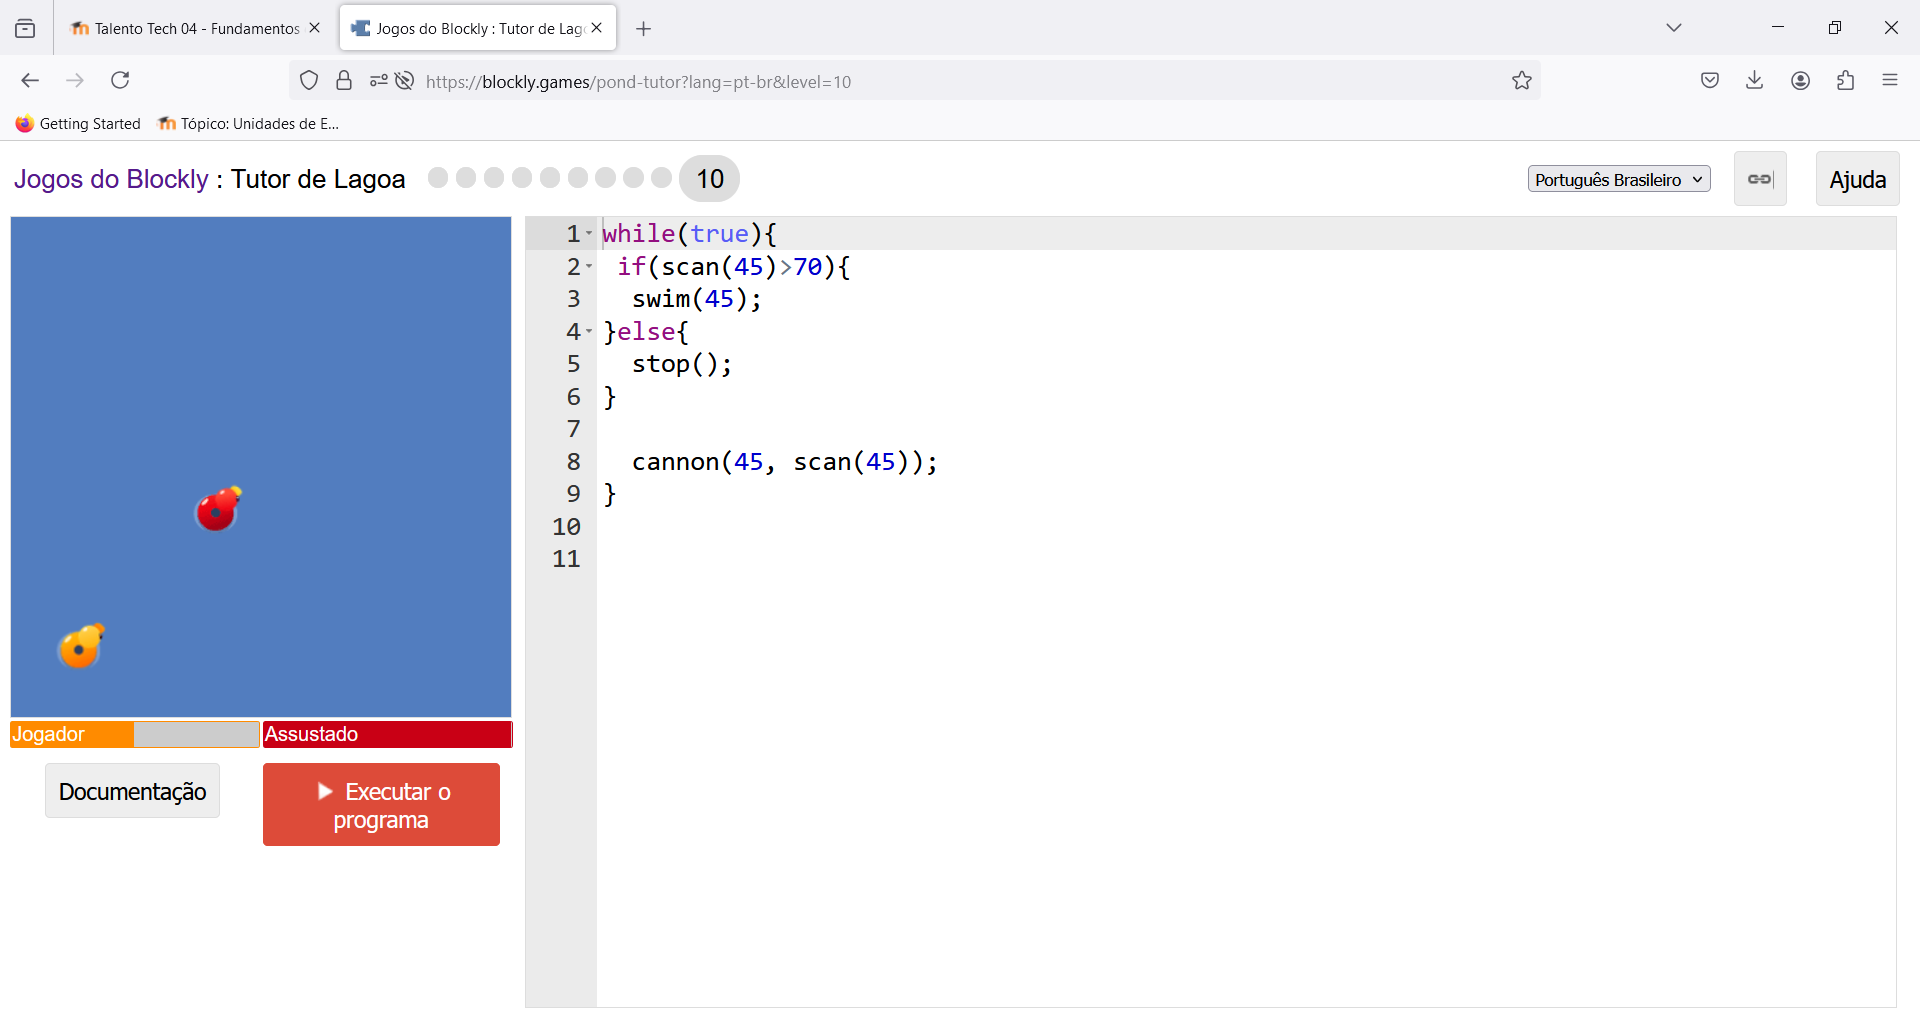 Talento Tech 04 - Fundamentos
Jogos do Blockly : Tutor de Lago
https://blockly.games/pond-tutor?lang=pt-br&level=10
Getting Started
Tópico: Unidades de E...
Jogos do Blockly : Tutor de Lagoa
10
Português Brasileiro
Ajuda
1 while(true){
2  if(scan(45)>70){
3   swim(45);
4 }else{
5   stop();
6 }
7
8   cannon(45, scan(45));
9 }
10
11
Jogador
Assustado
Documentação
Executar o
programa